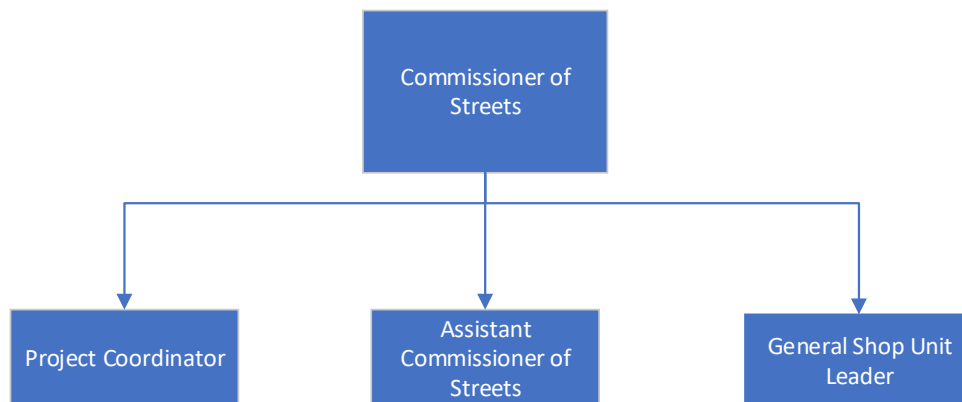 Commissioner of
Streets
Project Coordinator
Assistant
Commissioner of
Streets
General Shop Unit
Leader